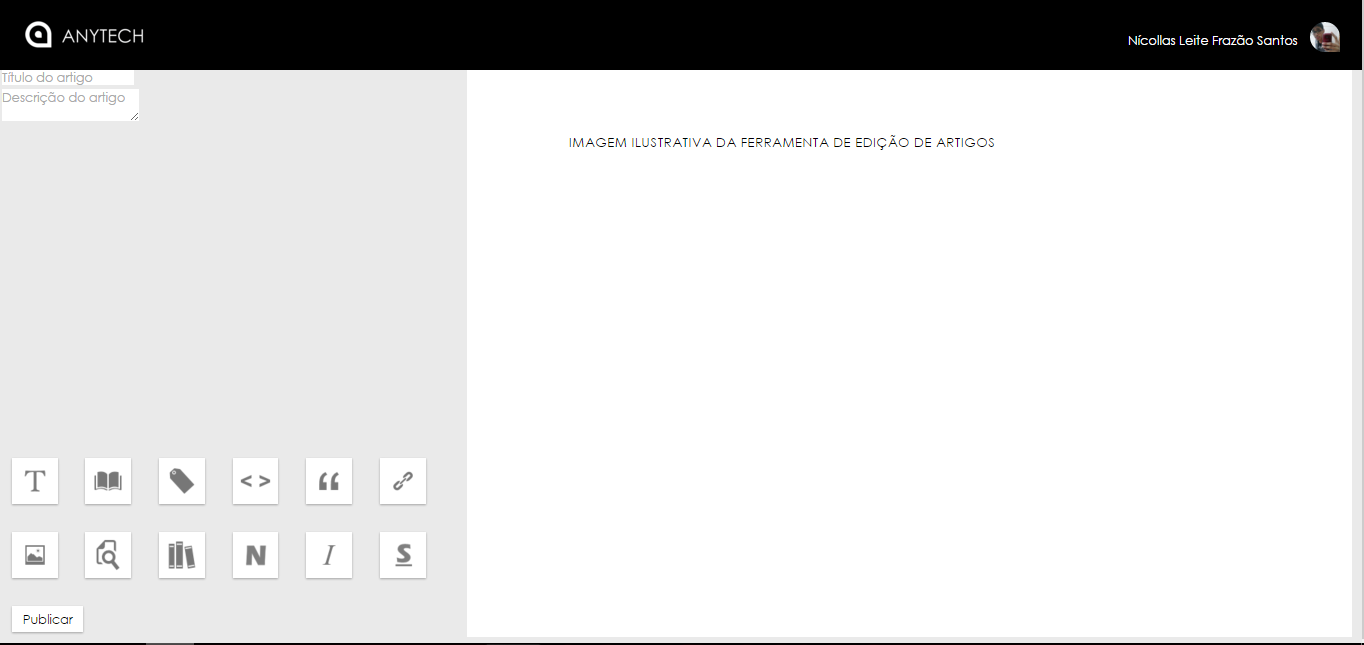 ANYTECH
Nícollas Leite Frazão Santos
Título do artigo
Descrição do artigo
IMAGEM ILUSTRATIVA DA FERRAMENTA DE EDIÇÃO DE ARTIGOS
T
< >
“
N
I
S
Publicar